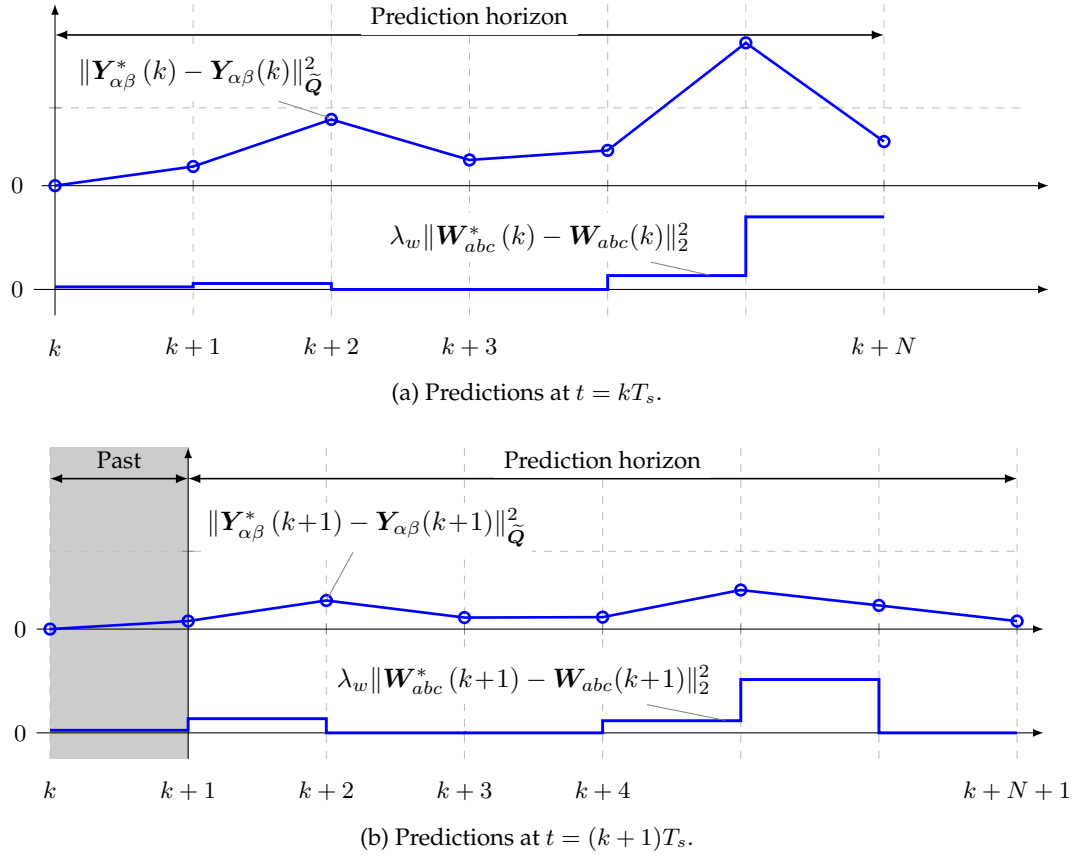 Prediction horizon
‖Y*αβ (k) − Yαβ(k)‖²Q̃
0
λw‖W*abc (k) − Wabc(k)‖²2
0
k k + 1 k + 2 k + 3 k + N
(a) Predictions at t = kTs.
Past Prediction horizon
‖Y*αβ (k+1) − Yαβ(k+1)‖²Q̃
0
λw‖W*abc (k+1) − Wabc(k+1)‖²2
0
k k + 1 k + 2 k + 3 k + 4 k + N + 1
(b) Predictions at t = (k + 1)Ts.